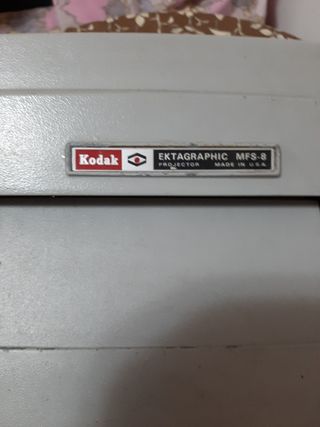 Kodak
EKTAGRAPHIC MFS-8
PROJECTOR MADE IN U.S.A.